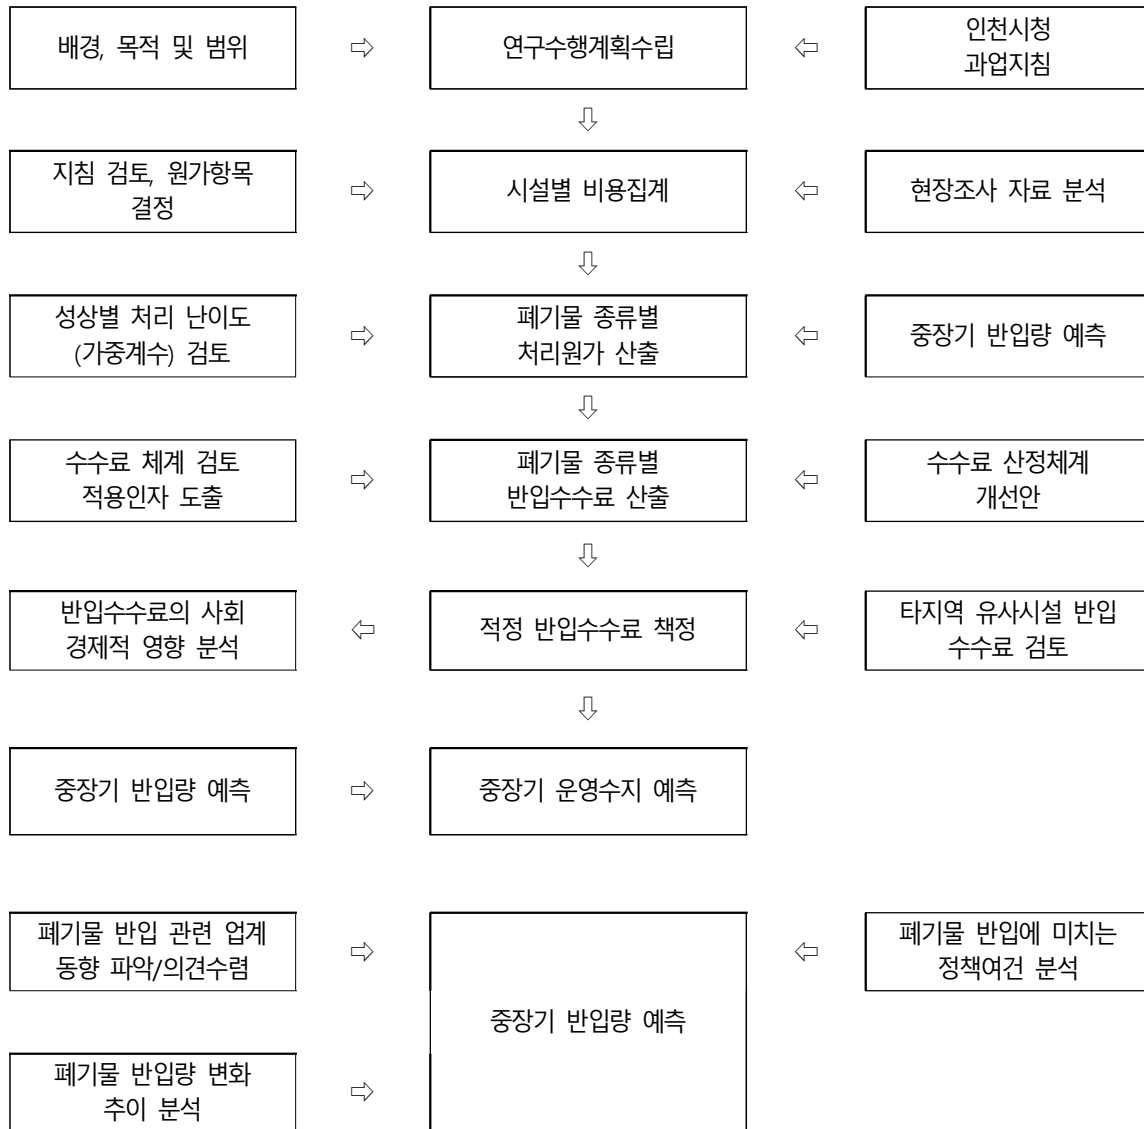 배경, 목적 및 범위
⇨
연구수행계획수립
⇦
인천시청
과업지침
⇩
지침 검토, 원가항목
결정
⇨
시설별 비용집계
⇦
현장조사 자료 분석
⇩
성상별 처리 난이도
(가중계수) 검토
⇨
폐기물 종류별
처리원가 산출
⇦
중장기 반입량 예측
⇩
수수료 체계 검토
적용인자 도출
⇨
폐기물 종류별
반입수수료 산출
⇦
수수료 산정체계
개선안
⇩
반입수수료의 사회
경제적 영향 분석
⇦
적정 반입수수료 책정
⇦
타지역 유사시설 반입
수수료 검토
⇩
중장기 반입량 예측
⇨
중장기 운영수지 예측
폐기물 반입 관련 업계
동향 파악/의견수렴
⇨
중장기 반입량 예측
⇦
폐기물 반입에 미치는
정책여건 분석
폐기물 반입량 변화
추이 분석
⇨